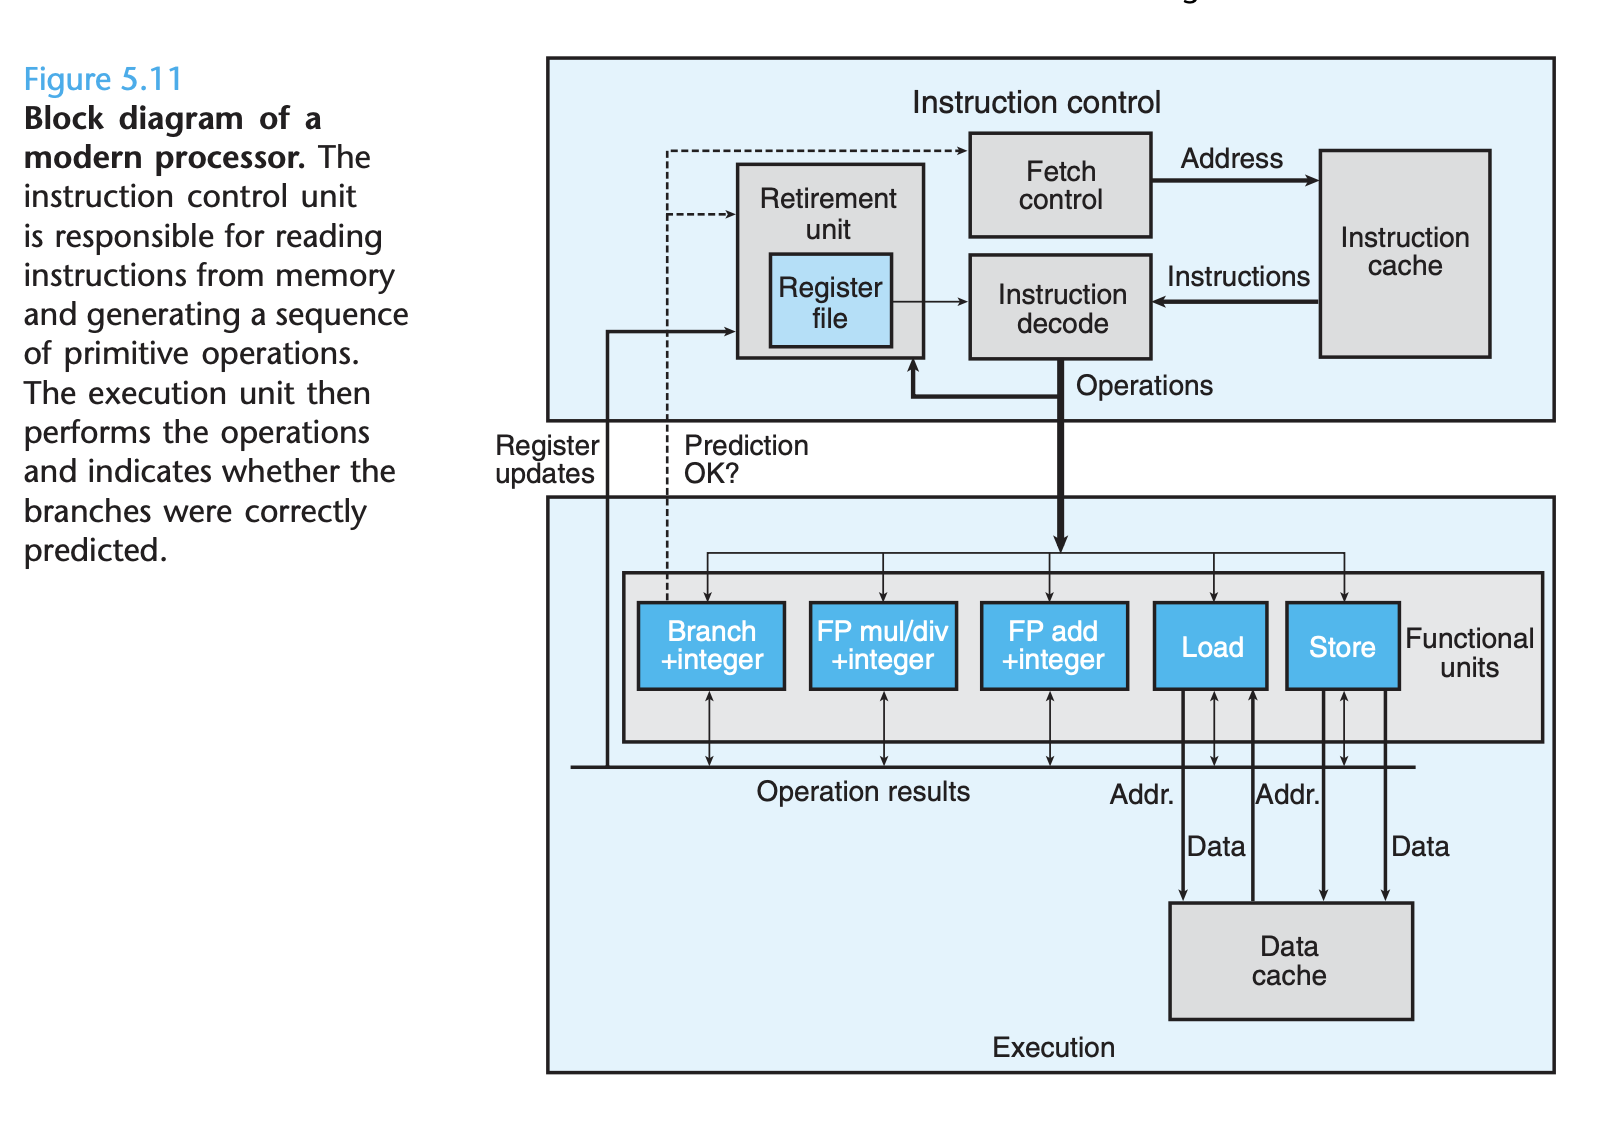 Figure 5.11
Block diagram of a
modern processor. The
instruction control unit
is responsible for reading
instructions from memory
and generating a sequence
of primitive operations.
The execution unit then
performs the operations
and indicates whether the
branches were correctly
predicted.
Instruction control
Fetch
control
Address
Retirement
unit
Instruction
cache
Register
file
Instruction
decode
Instructions
Operations
Register
updates
Prediction
OK?
Branch
+integer
FP mul/div
+integer
FP add
+integer
Load
Store
Functional
units
Operation results
Addr.
Addr.
Data
Data
Data
cache
Execution